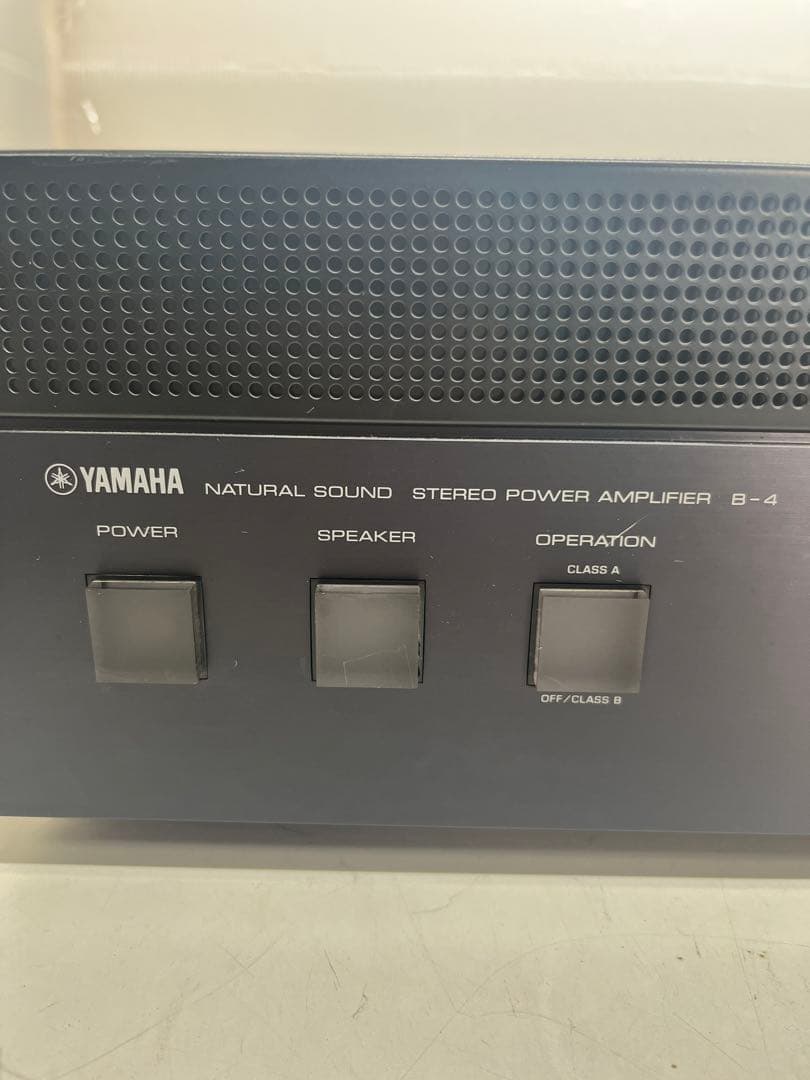 YAMAHA NATURAL SOUND STEREO POWER AMPLIFIER B-4
POWER SPEAKER OPERATION
CLASS A
OFF/CLASS B